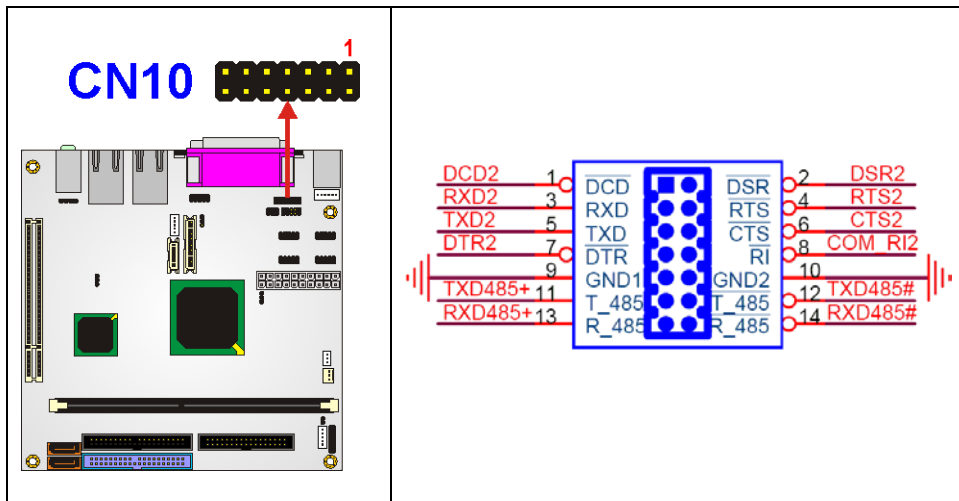 1
CN10
DCD2 1 DCD DSR 2 DSR2
RXD2 3 RXD RTS 4 RTS2
TXD2 5 TXD CTS 6 CTS2
DTR2 7 DTR RI 8 COM_RI2
9 GND1 GND2 10
TXD485+ 11 T_485 T_485 12 TXD485#
RXD485+ 13 R_485 R_485 14 RXD485#